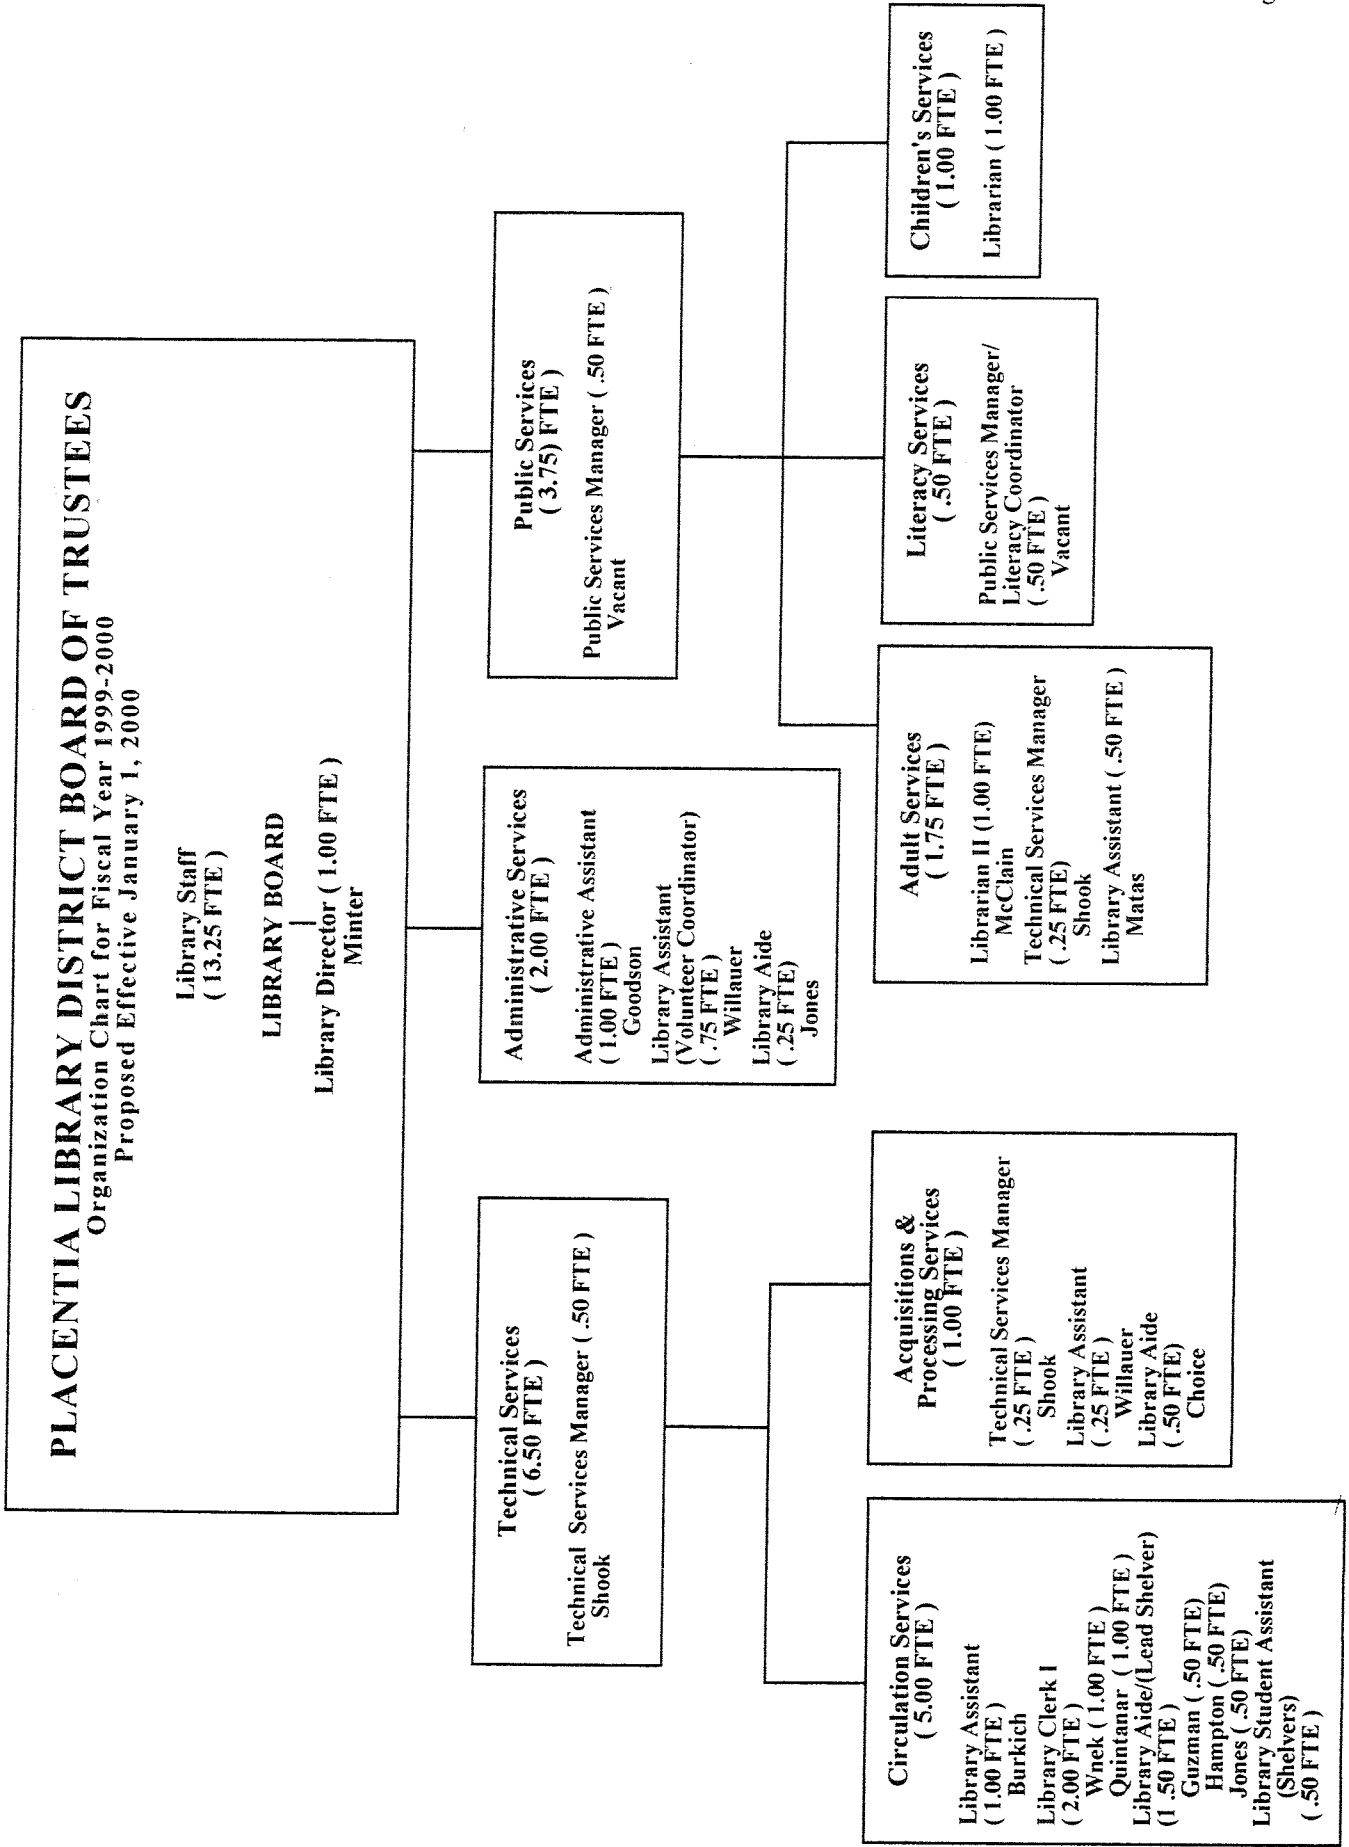 PLACENTIA LIBRARY DISTRICT BOARD OF TRUSTEES
Organization Chart for Fiscal Year 1999-2000
Proposed Effective January 1, 2000
Library Staff
( 13.25 FTE )
LIBRARY BOARD
Library Director ( 1.00 FTE )
Minter
Technical Services
( 6.50 FTE )
Technical Services Manager ( .50 FTE )
Shook
Administrative Services
( 2.00 FTE )
Administrative Assistant
( 1.00 FTE )
Goodson
Library Assistant
(Volunteer Coordinator)
( .75 FTE )
Willauer
Library Aide
( .25 FTE)
Jones
Public Services
( 3.75) FTE )
Public Services Manager ( .50 FTE )
Vacant
Circulation Services
( 5.00 FTE )
Library Assistant
( 1.00 FTE )
Burkich
Library Clerk I
( 2.00 FTE )
Wnek ( 1.00 FTE )
Quintanar ( 1.00 FTE )
Library Aide/(Lead Shelver)
(1 .50 FTE )
Guzman ( .50 FTE)
Hampton ( .50 FTE)
Jones ( .50 FTE)
Library Student Assistant
(Shelvers)
( .50 FTE )
Acquisitions &
Processing Services
( 1.00 FTE )
Technical Services Manager
( .25 FTE )
Shook
Library Assistant
( .25 FTE )
Willauer
Library Aide
( .50 FTE)
Choice
Adult Services
( 1.75 FTE )
Librarian II (1.00 FTE)
McClain
Technical Services Manager
( .25 FTE)
Shook
Library Assistant ( .50 FTE )
Matas
Literacy Services
( .50 FTE )
Public Services Manager/
Literacy Coordinator
( .50 FTE )
Vacant
Children's Services
( 1.00 FTE )
Librarian ( 1.00 FTE )